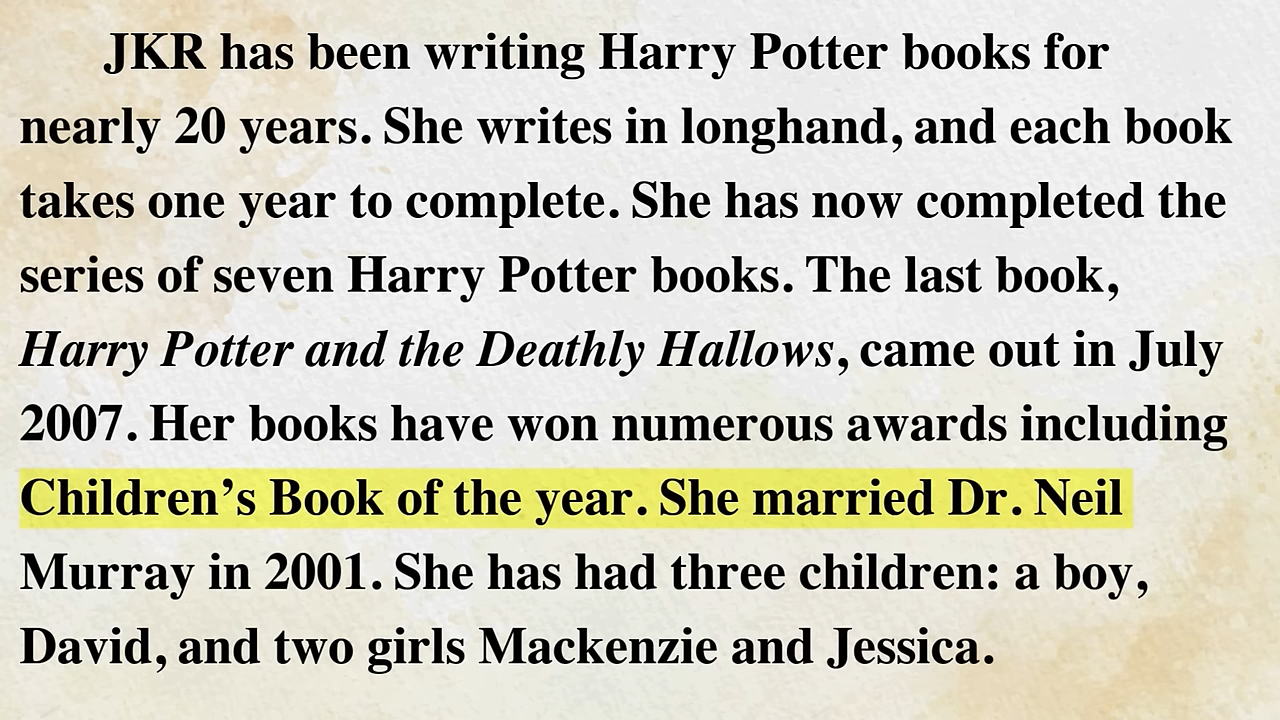 JKR has been writing Harry Potter books for
nearly 20 years. She writes in longhand, and each book
takes one year to complete. She has now completed the
series of seven Harry Potter books. The last book,
Harry Potter and the Deathly Hallows, came out in July
2007. Her books have won numerous awards including
Children’s Book of the year. She married Dr. Neil
Murray in 2001. She has had three children: a boy,
David, and two girls Mackenzie and Jessica.